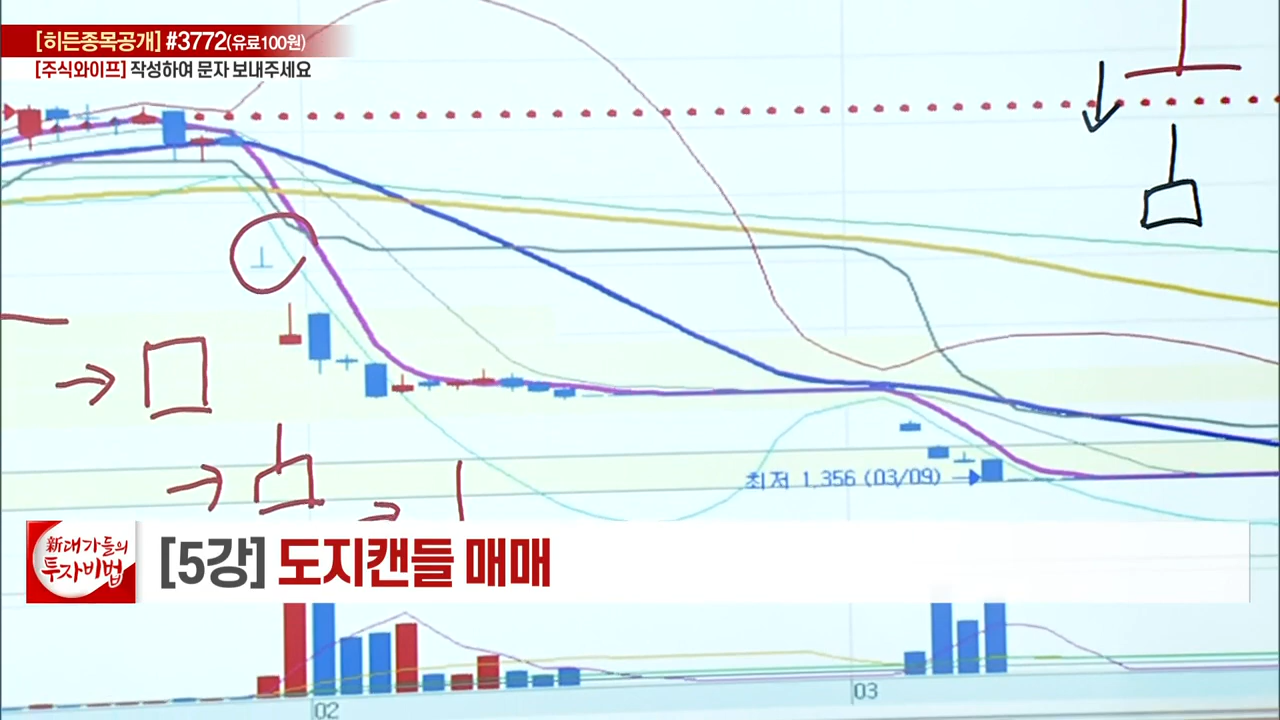 [히든종목공개] #3772(유료100원)
[주식와이프] 작성하여 문자 보내주세요
최저 1,356 (03/09)
新대가들의
투자비법
[5강] 도지캔들 매매
02
03